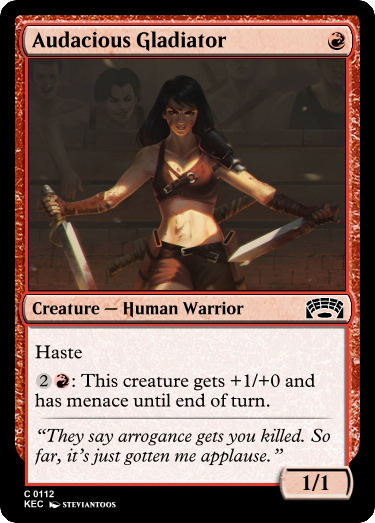 Audacious Gladiator
Creature — Human Warrior
Haste
2 : This creature gets +1/+0 and
has menace until end of turn.
“They say arrogance gets you killed. So
far, it’s just gotten me applause.”
1/1
C 0112
KEC STEVIANTOOS